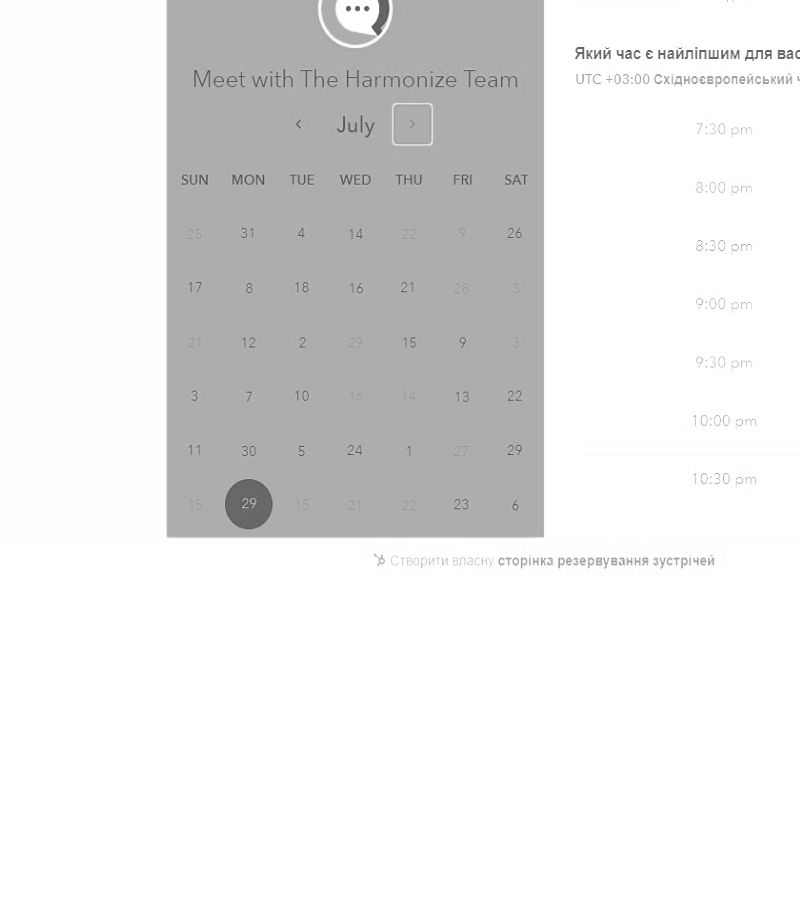 Meet with The Harmonize Team
July
SUN MON TUE WED THU FRI SAT
25 31 4 14 22 9 26
17 8 18 16 21 28 3
21 12 2 29 15 9 3
3 7 10 16 14 13 22
11 30 5 24 1 27 29
15 29 15 21 22 23 6
Який час є найліпшим для вас
UTC +03:00 Східноєвропейський ч
7:30 pm
8:00 pm
8:30 pm
9:00 pm
9:30 pm
10:00 pm
10:30 pm
Створити власну сторінка резервування зустрічей